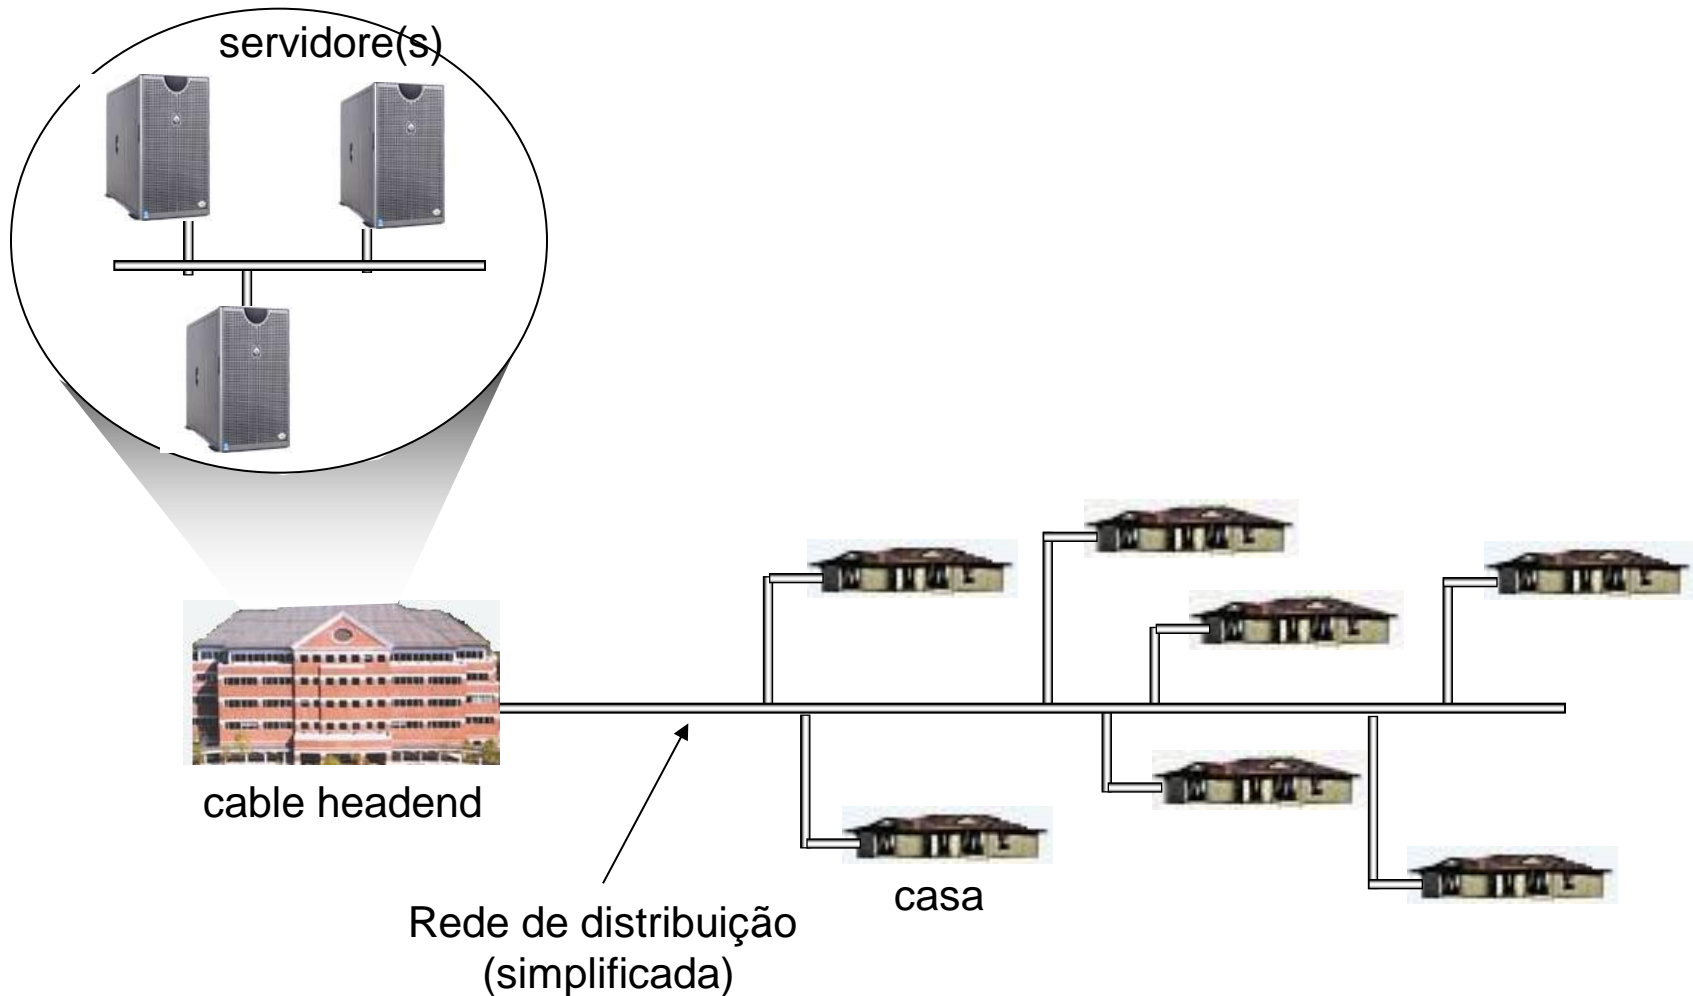 servidore(s)
cable headend
casa
Rede de distribuição
(simplificada)